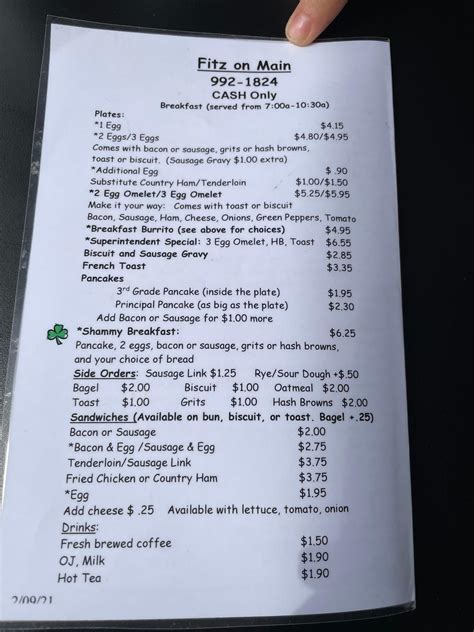 Fitz on Main
992-1824
CASH Only
Breakfast (served from 7:00a-10:30a)
Plates:
*1 Egg $4.15
*2 Eggs/3 Eggs $4.80/$4.95
Comes with bacon or sausage, grits or hash browns,
toast or biscuit. (Sausage Gravy $1.00 extra)
*Additional Egg $ .90
Substitute Country Ham/Tenderloin $1.00/$1.50
*2 Egg Omelet/3 Egg Omelet $5.25/$5.95
Make it your way: Comes with toast or biscuit
Bacon, Sausage, Ham, Cheese, Onions, Green Peppers, Tomato
*Breakfast Burrito (see above for choices) $4.95
*Superintendent Special: 3 Egg Omelet, HB, Toast $6.55
Biscuit and Sausage Gravy $2.85
French Toast $3.35
Pancakes
3rd Grade Pancake (inside the plate) $1.95
Principal Pancake (as big as the plate) $2.30
Add Bacon or Sausage for $1.00 more
*Shammy Breakfast: $6.25
Pancake, 2 eggs, bacon or sausage, grits or hash browns,
and your choice of bread
Side Orders: Sausage Link $1.25 Rye/Sour Dough +$.50
Bagel $2.00 Biscuit $1.00 Oatmeal $2.00
Toast $1.00 Grits $1.00 Hash Browns $2.00
Sandwiches (Available on bun, biscuit, or toast. Bagel +.25)
Bacon or Sausage $2.00
*Bacon & Egg /Sausage & Egg $2.75
Tenderloin/Sausage Link $3.75
Fried Chicken or Country Ham $3.75
*Egg $1.95
Add cheese $ .25 Available with lettuce, tomato, onion
Drinks:
Fresh brewed coffee $1.50
OJ, Milk $1.90
Hot Tea $1.90
2/09/21